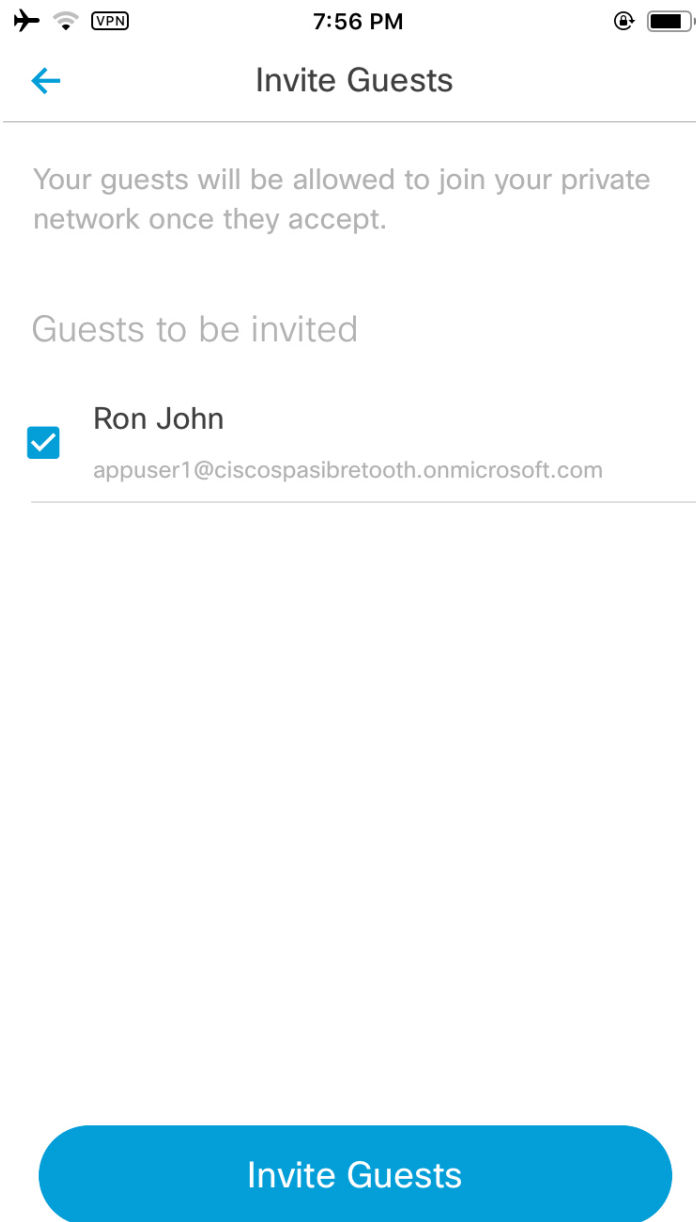 VPN
7:56 PM
Invite Guests
Your guests will be allowed to join your private
network once they accept.
Guests to be invited
Ron John
appuser1@ciscospasibretooth.onmicrosoft.com
Invite Guests